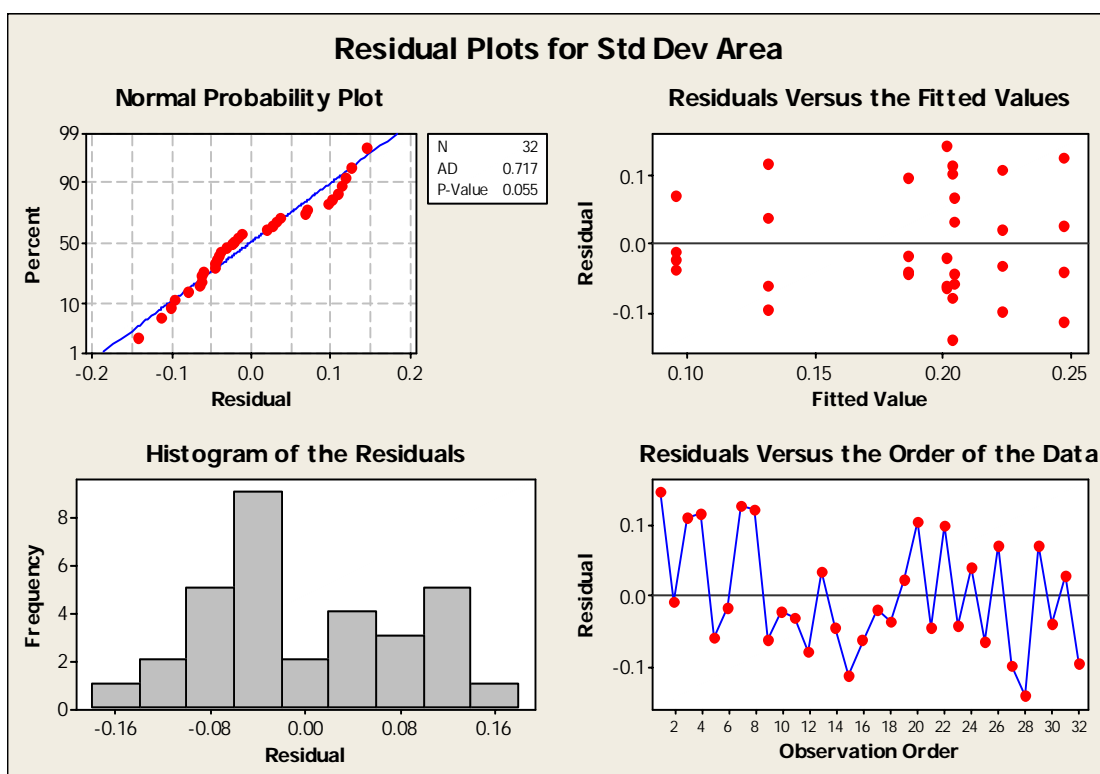 Residual Plots for Std Dev Area
Normal Probability Plot
Percent
99
90
50
10
1
-0.2 -0.1 0.0 0.1 0.2
Residual
N 32
AD 0.717
P-Value 0.055
Residuals Versus the Fitted Values
Residual
0.1
0.0
-0.1
0.10 0.15 0.20 0.25
Fitted Value
Histogram of the Residuals
Frequency
8
6
4
2
0
-0.16 -0.08 0.00 0.08 0.16
Residual
Residuals Versus the Order of the Data
Residual
0.1
0.0
-0.1
2 4 6 8 10 12 14 16 18 20 22 24 26 28 30 32
Observation Order